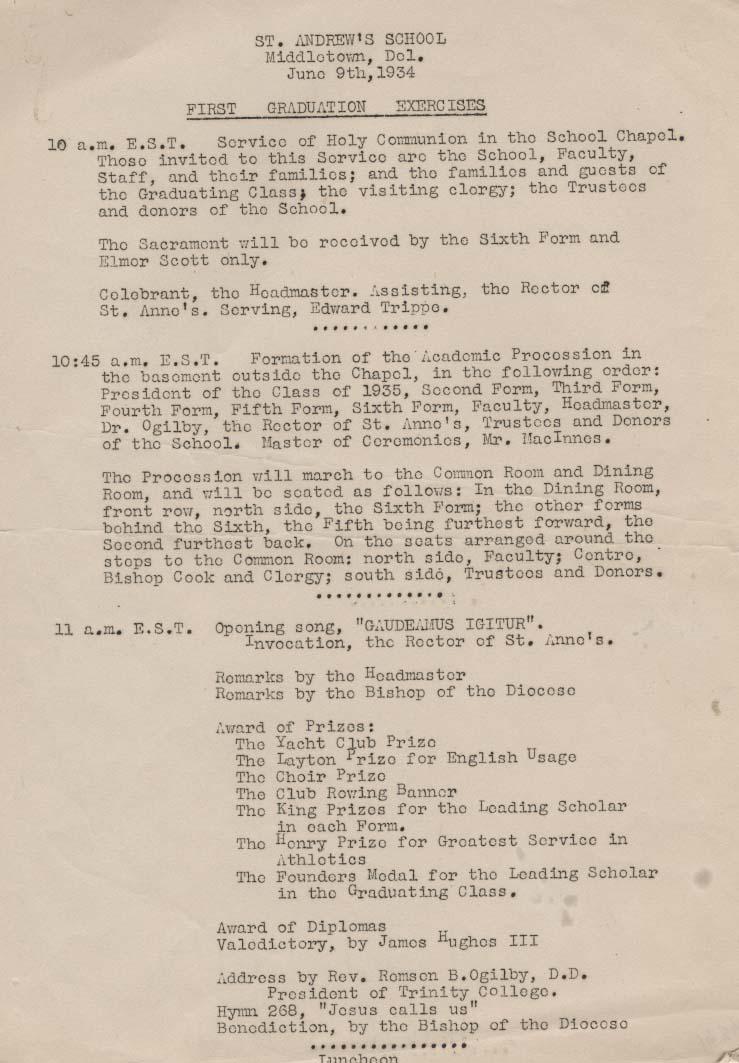 ST. ANDREW'S SCHOOL
Middletown, Del.
June 9th,1934
FIRST GRADUATION EXERCISES
10 a.m. E.S.T. Service of Holy Communion in the School Chapel.
Those invited to this Service are the School, Faculty,
Staff, and their families; and the families and guests of
the Graduating Class; the visiting clergy; the Trustees
and donors of the School.
The Sacrament will be received by the Sixth Form and
Elmer Scott only.
Celebrant, the Headmaster. Assisting, the Rector of
St. Anne's. Serving, Edward Trippe.
............
10:45 a.m. E.S.T. Formation of the Academic Procession in
the basement outside the Chapel, in the following order:
President of the Class of 1935, Second Form, Third Form,
Fourth Form, Fifth Form, Sixth Form, Faculty, Headmaster,
Dr. Ogilby, the Rector of St. Anne's, Trustees and Donors
of the School. Master of Ceremonies, Mr. MacInnes.
The Procession will march to the Common Room and Dining
Room, and will be seated as follows: In the Dining Room,
front row, north side, the Sixth Form; the other forms
behind the Sixth, the Fifth being furthest forward, the
Second furthest back. On the seats arranged around the
steps to the Common Room: north side, Faculty; Centre,
Bishop Cook and Clergy; south side, Trustees and Donors.
.............
11 a.m. E.S.T. Opening song, "GAUDEAMUS IGITUR".
Invocation, the Rector of St. Anne's.
Remarks by the Headmaster
Remarks by the Bishop of the Diocese
Award of Prizes:
The Yacht Club Prize
The Layton Prize for English Usage
The Choir Prize
The Club Rowing Banner
The King Prizes for the Leading Scholar
in each Form.
The Henry Prize for Greatest Service in
Athletics
The Founders Medal for the Leading Scholar
in the Graduating Class.
Award of Diplomas
Valedictory, by James Hughes III
Address by Rev. Remsen B.Ogilby, D.D.
President of Trinity College.
Hymn 268, "Jesus calls us"
Benediction, by the Bishop of the Diocese
................
Luncheon